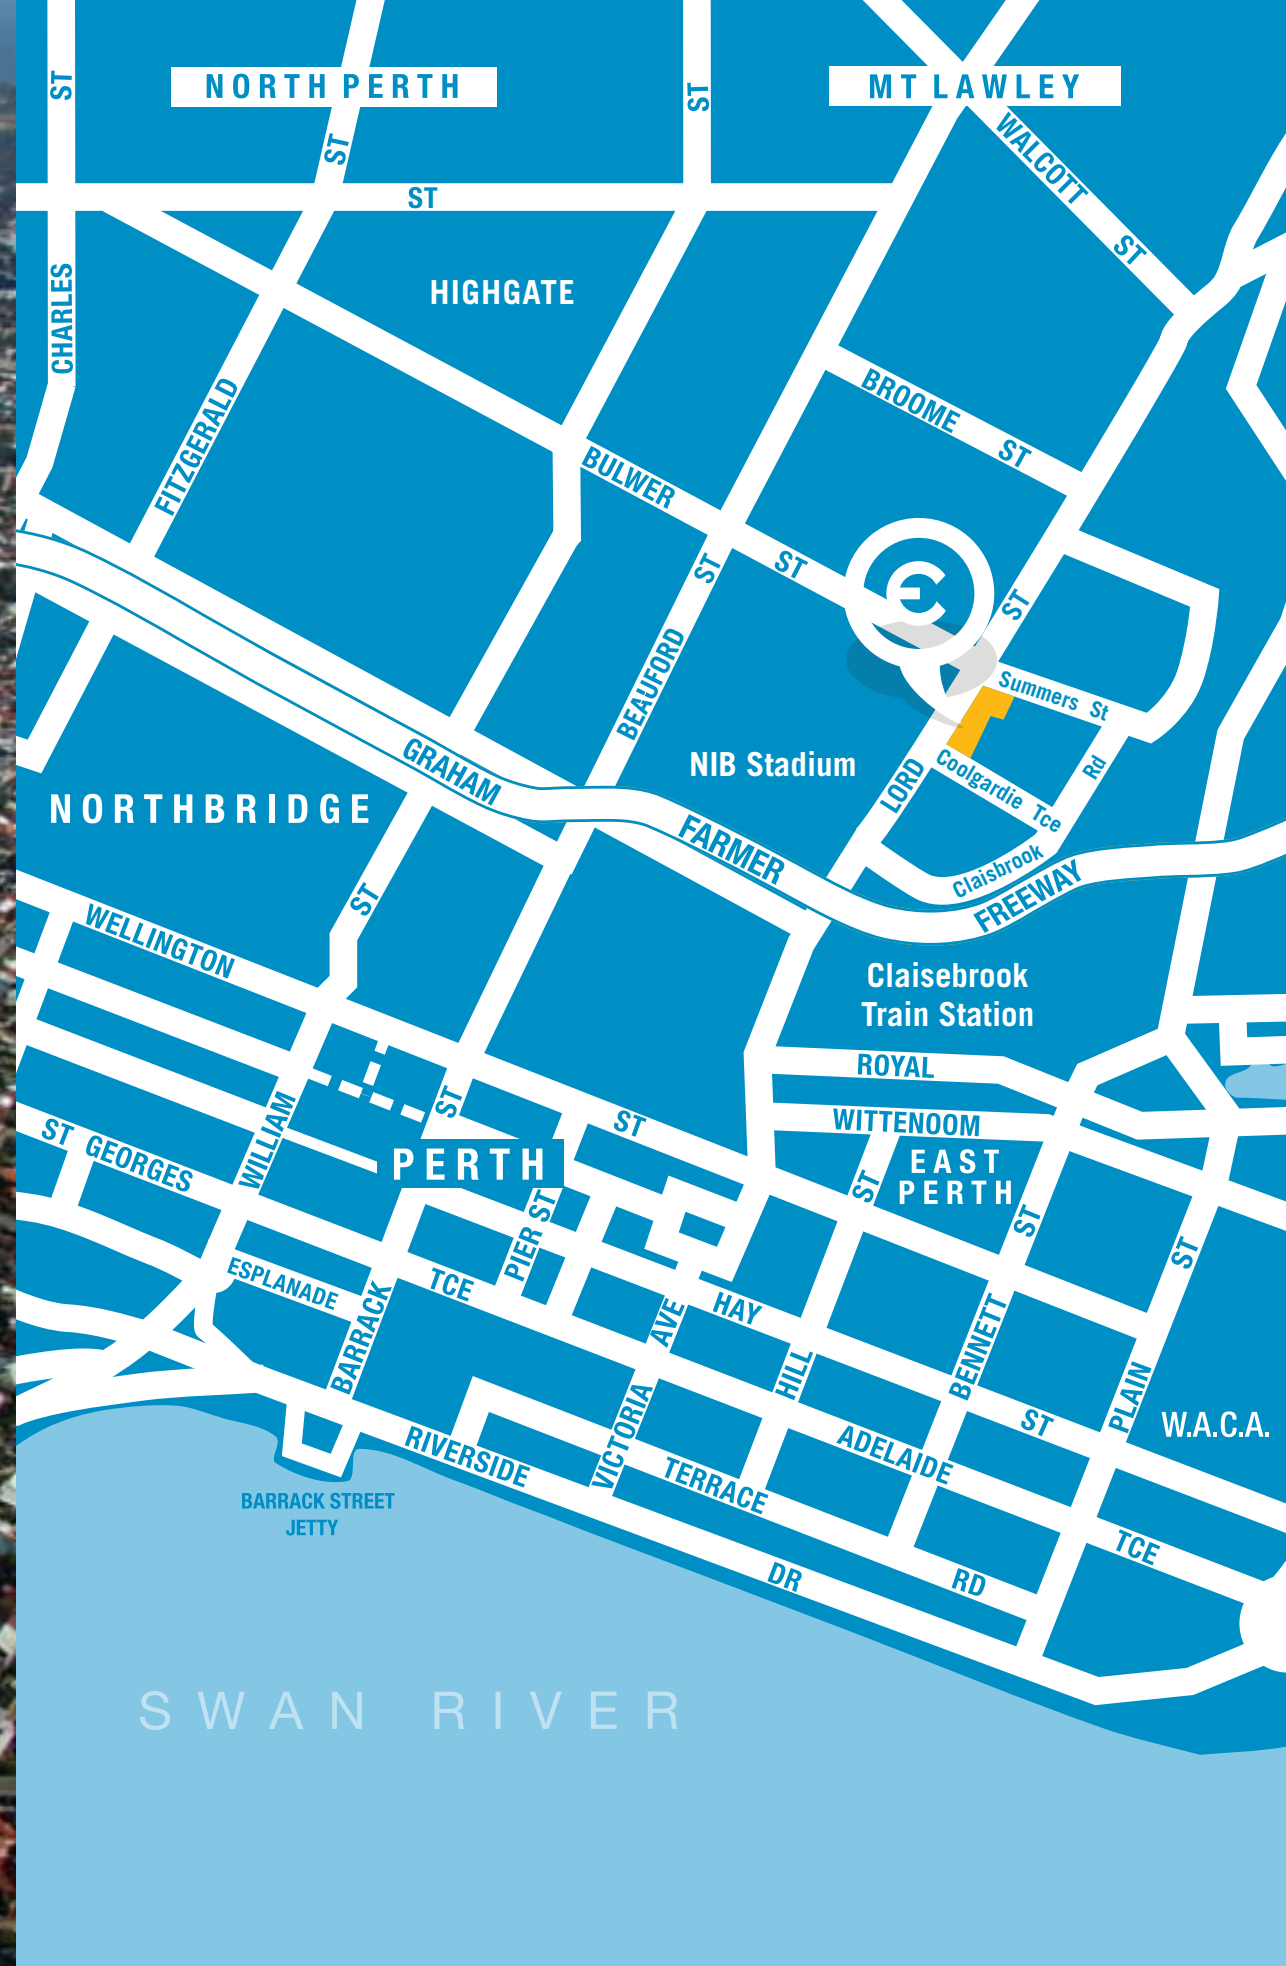 NORTH PERTH
MT LAWLEY
ST
ST
ST
ST
WALCOTT ST
CHARLES
HIGHGATE
FITZGERALD
BROOME ST
BULWER ST
ST
ST
BEAUFORD
Summers St
NIB Stadium
LORD
Coolgardie Tce
Rd
Claisbrook
GRAHAM
FARMER
FREEWAY
NORTHBRIDGE
ST
WELLINGTON
ST
Claisebrook
Train Station
ROYAL
WITTENOOM
EAST
PERTH
ST
ST
ST
ST GEORGES
TCE
WILLIAM
ST
PERTH
PIER ST
ESPLANADE
BARRACK
HAY
ST
VICTORIA AVE
HILL
BENNETT
PLAIN
W.A.C.A.
ADELAIDE
TCE
RIVERSIDE
DR
TERRACE
RD
BARRACK STREET
JETTY
SWAN RIVER